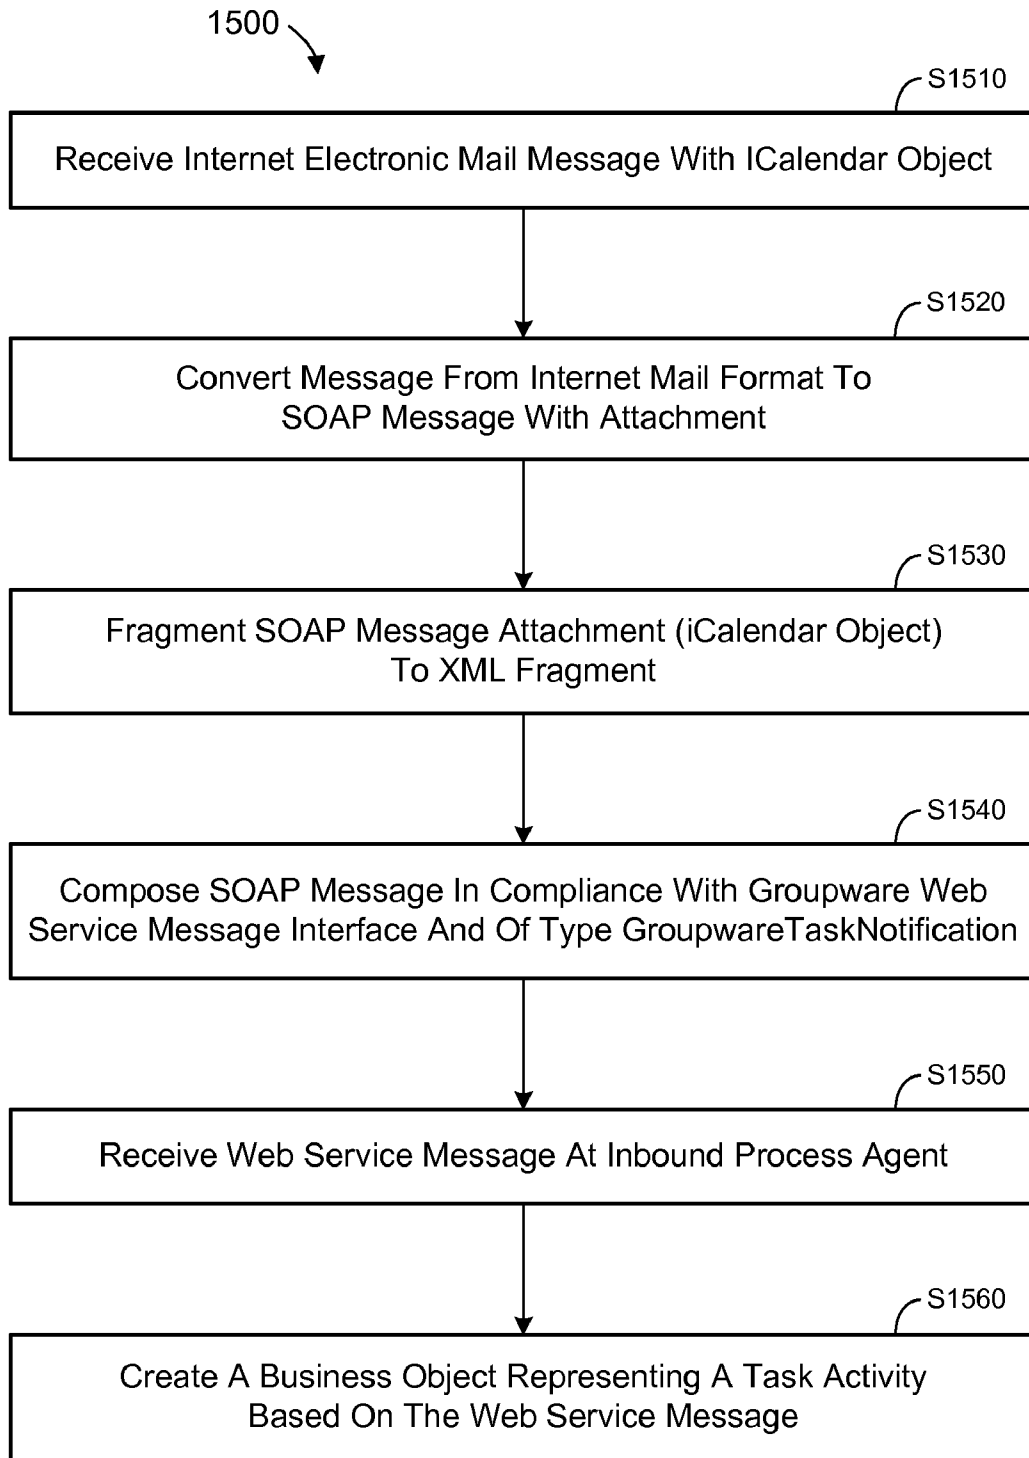 1500
S1510
Receive Internet Electronic Mail Message With ICalendar Object
S1520
Convert Message From Internet Mail Format To
SOAP Message With Attachment
S1530
Fragment SOAP Message Attachment (iCalendar Object)
To XML Fragment
S1540
Compose SOAP Message In Compliance With Groupware Web
Service Message Interface And Of Type GroupwareTaskNotification
S1550
Receive Web Service Message At Inbound Process Agent
S1560
Create A Business Object Representing A Task Activity
Based On The Web Service Message